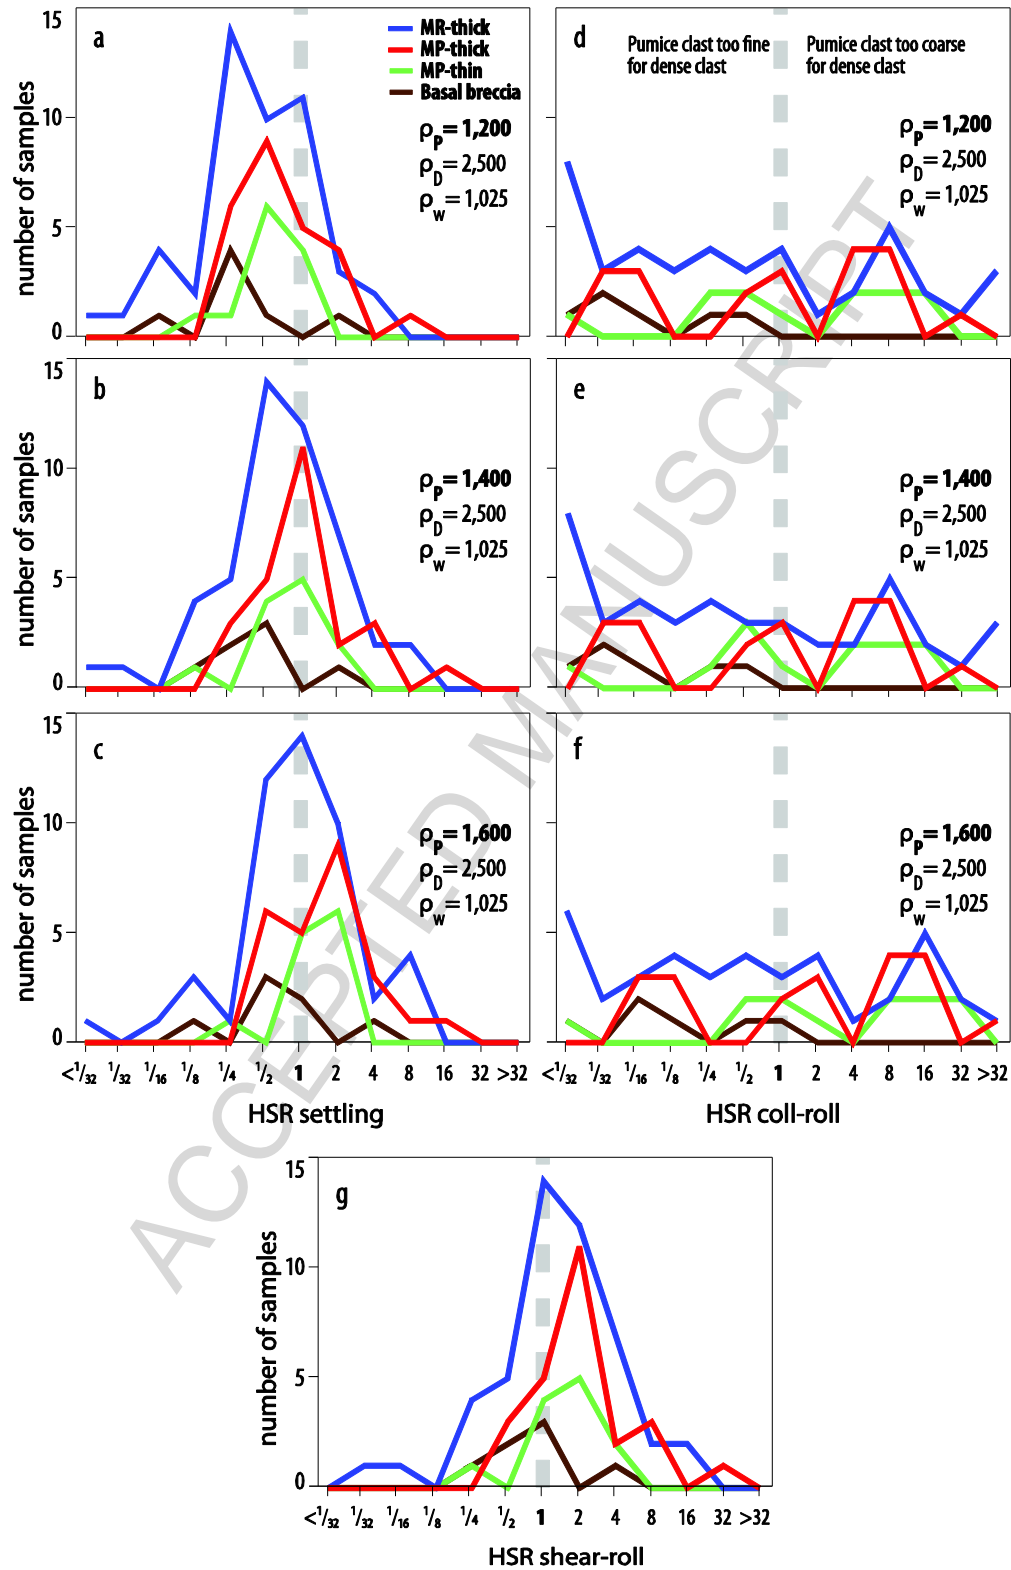 a
15
10
5
0
number of samples
MR-thick
MP-thick
MP-thin
Basal breccia
ρP = 1,200
ρD = 2,500
ρw = 1,025
d
Pumice clast too fine
for dense clast
Pumice clast too coarse
for dense clast
ρP = 1,200
ρD = 2,500
ρw = 1,025
b
15
10
5
0
number of samples
ρP = 1,400
ρD = 2,500
ρw = 1,025
e
ρP = 1,400
ρD = 2,500
ρw = 1,025
c
15
10
5
0
number of samples
ρP = 1,600
ρD = 2,500
ρw = 1,025
<1/32 1/32 1/16 1/8 1/4 1/2 1 2 4 8 16 32 >32
HSR settling
f
ρP = 1,600
ρD = 2,500
ρw = 1,025
<1/32 1/32 1/16 1/8 1/4 1/2 1 2 4 8 16 32 >32
HSR coll-roll
g
15
10
5
0
number of samples
<1/32 1/32 1/16 1/8 1/4 1/2 1 2 4 8 16 32 >32
HSR shear-roll
ACCEPTED MANUSCRIPT